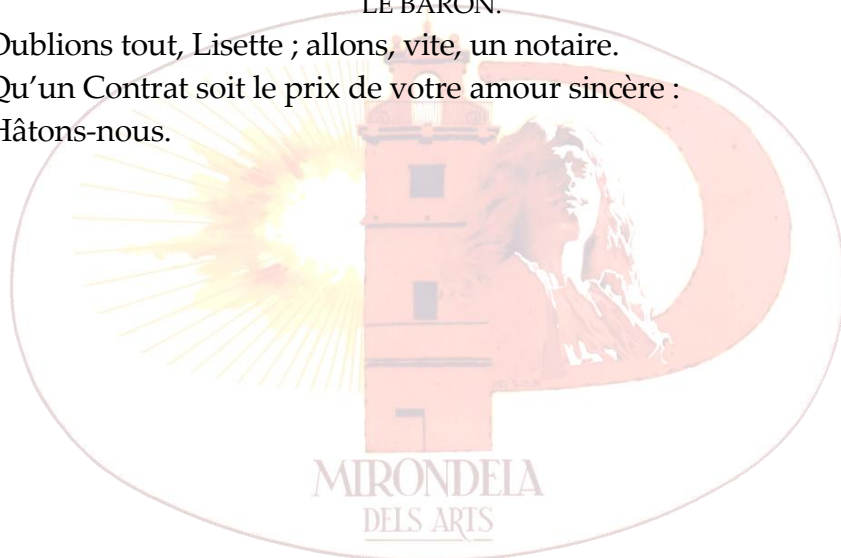 LE BARON.
Oublions tout, Lisette ; allons, vite, un notaire.
Qu’un Contrat soit le prix de votre amour sincère :
Hâtons-nous.
MIRONDELA
DELS ARTS